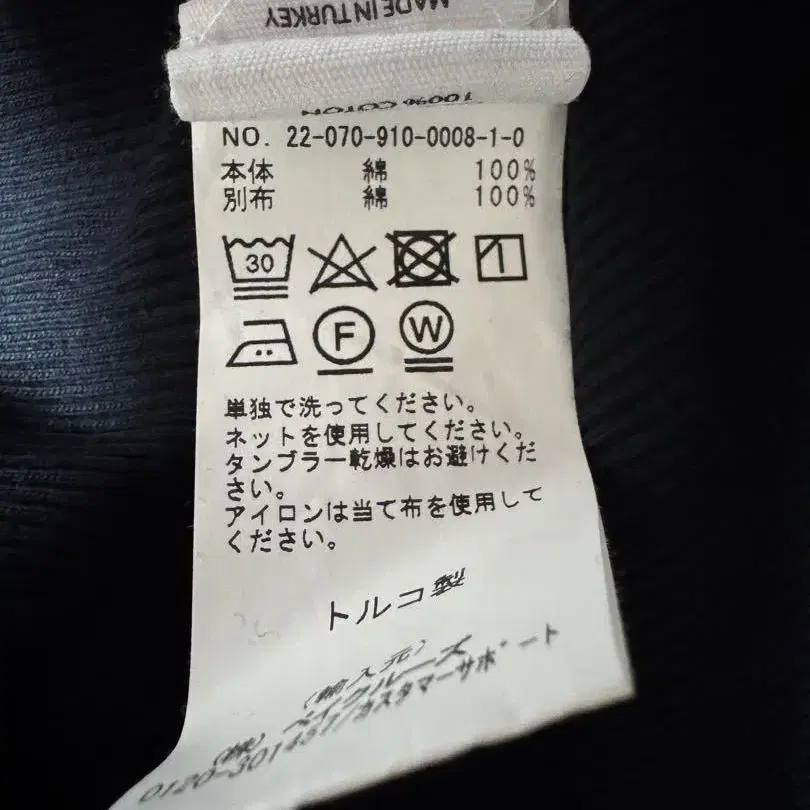 MADE IN TURKEY
100% COTTON
NO. 22-070-910-0008-1-0
本体 綿 100%
別布 綿 100%
30
F W
単独で洗ってください。
ネットを使用してください。
タンブラー乾燥はお避けくだ
さい。
アイロンは当て布を使用して
ください。
トルコ製
(輸入元)
(株) ベイクルーズ
0120-301457/カスタマーサポート